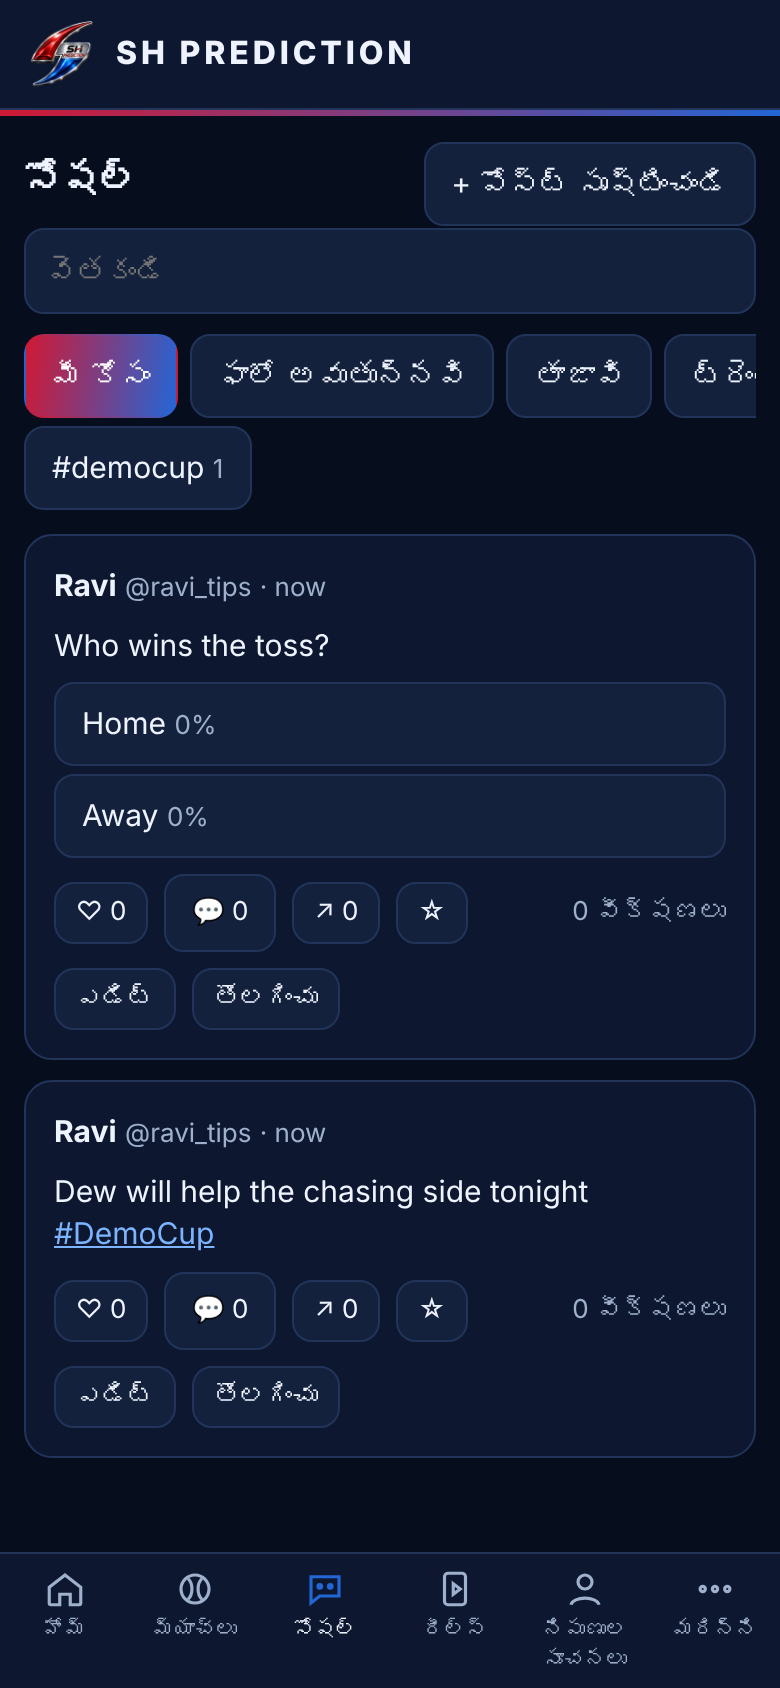 SH
SH PREDICTION
సోషల్
+ పోస్ట్ సృష్టించండి
వెతకండి
మీ కోసం
ఫాలో అవుతున్నవి
తాజావి
#democup 1
Ravi @ravi_tips · now
Who wins the toss?
Home 0%
Away 0%
♡ 0 💬 0 ↗ 0 ☆ 0 వీక్షణలు
ఎడిట్ తొలగించు
Ravi @ravi_tips · now
Dew will help the chasing side tonight
#DemoCup
♡ 0 💬 0 ↗ 0 ☆ 0 వీక్షణలు
ఎడిట్ తొలగించు
హోమ్
మ్యాచ్‌లు
సోషల్
రీల్స్
నిపుణుల
సూచనలు
మరిన్ని